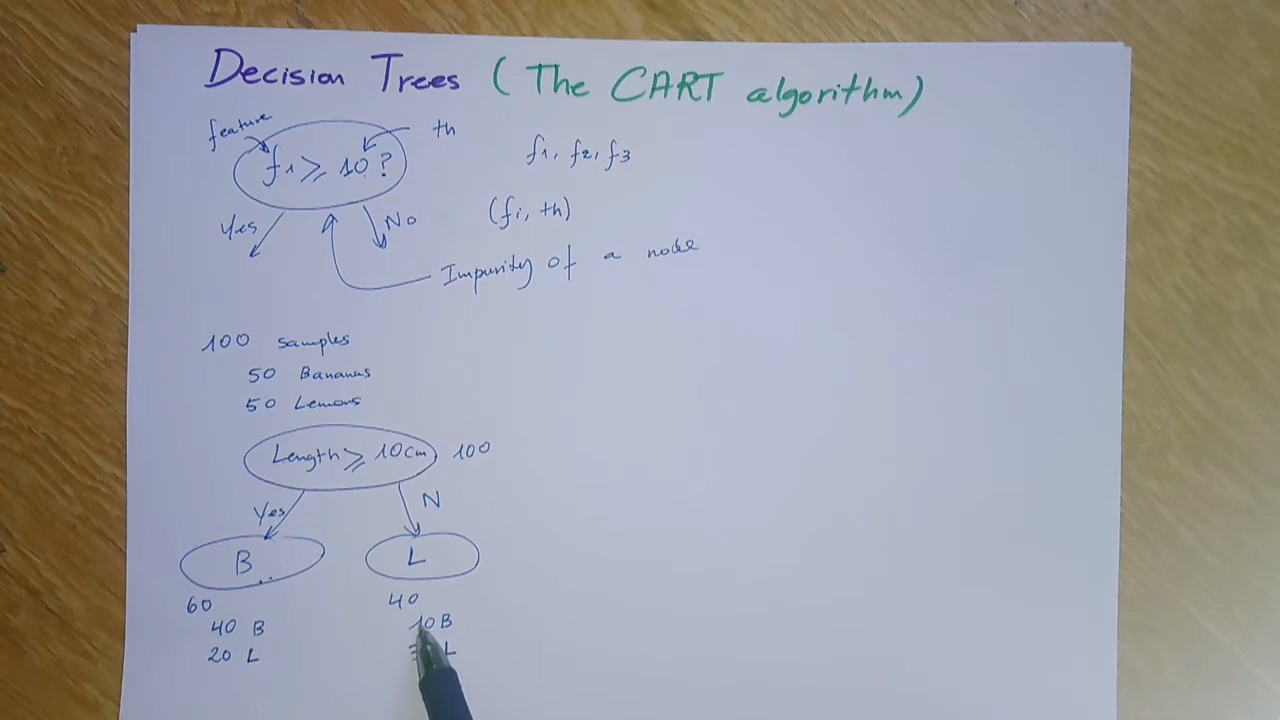 Decision Trees (The CART algorithm)
feature
th
f1 ≥ 10?
f1, f2, f3
Yes
No
(fi, th)
Impurity of a node
100 samples
50 Bananas
50 Lemons
Length ≥ 10cm
100
Yes
N
B
L
60
40
40 B
10 B
20 L
L